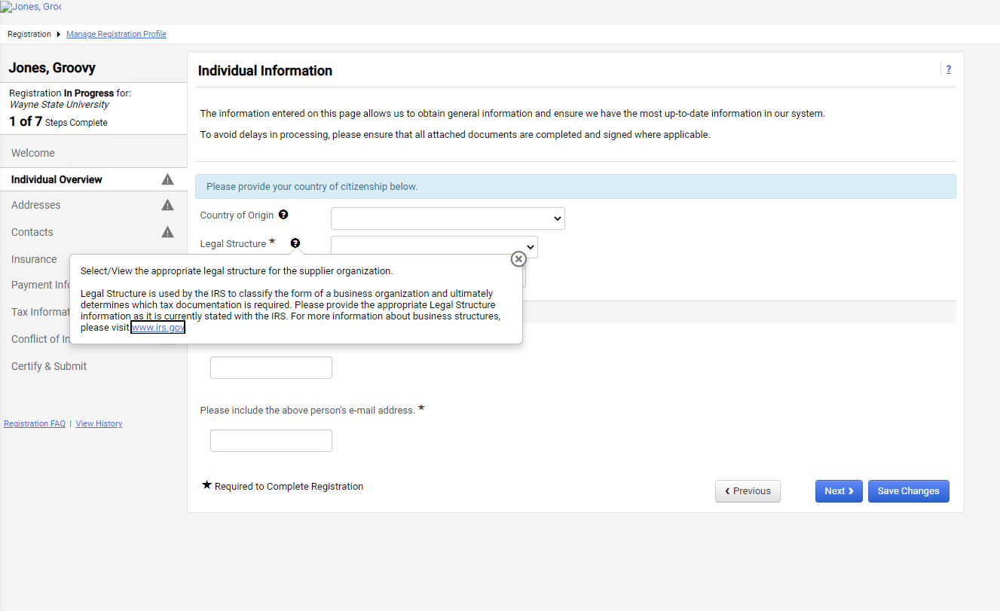 Jones, Groo
Registration Manage Registration Profile
Jones, Groovy
Registration In Progress for:
Wayne State University
1 of 7 Steps Complete
Welcome
Individual Overview
Addresses
Contacts
Insurance
Payment Info
Tax Informat
Conflict of In
Certify & Submit
Registration FAQ | View History
Individual Information
?
The information entered on this page allows us to obtain general information and ensure we have the most up-to-date information in our system.
To avoid delays in processing, please ensure that all attached documents are completed and signed where applicable.
Please provide your country of citizenship below.
Country of Origin ?
Legal Structure ★ ?
Select/View the appropriate legal structure for the supplier organization.
Legal Structure is used by the IRS to classify the form of a business organization and ultimately
determines which tax documentation is required. Please provide the appropriate Legal Structure
information as it is currently stated with the IRS. For more information about business structures,
please visit www.irs.gov.
Please include the above person's e-mail address. ★
★ Required to Complete Registration
‹ Previous
Next ›
Save Changes